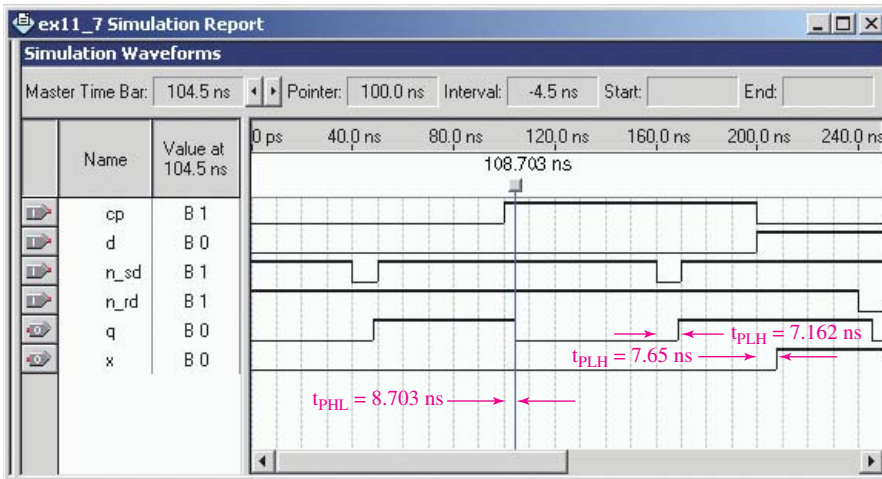 ex11_7 Simulation Report
Simulation Waveforms
Master Time Bar: 104.5 ns Pointer: 100.0 ns Interval: -4.5 ns Start: End:
Name Value at 104.5 ns
0 ps 40.0 ns 80.0 ns 120.0 ns 160.0 ns 200.0 ns 240.0 ns
108.703 ns
cp B 1
d B 0
n_sd B 1
n_rd B 1
q B 0
tPLH = 7.162 ns
x B 0
tPLH = 7.65 ns
tPHL = 8.703 ns